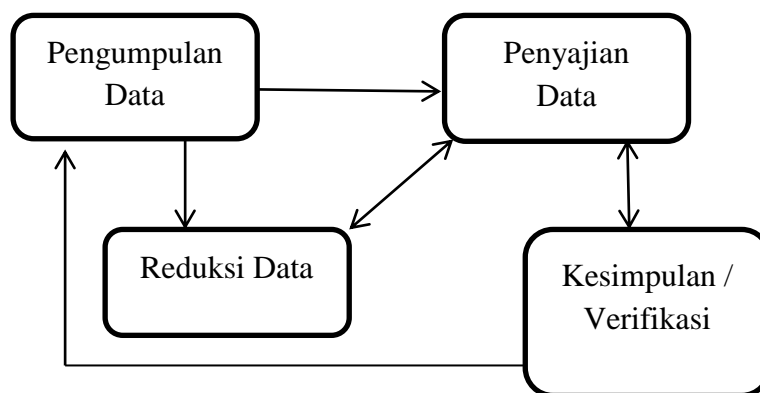 Pengumpulan
Data
Penyajian
Data
Reduksi Data
Kesimpulan /
Verifikasi